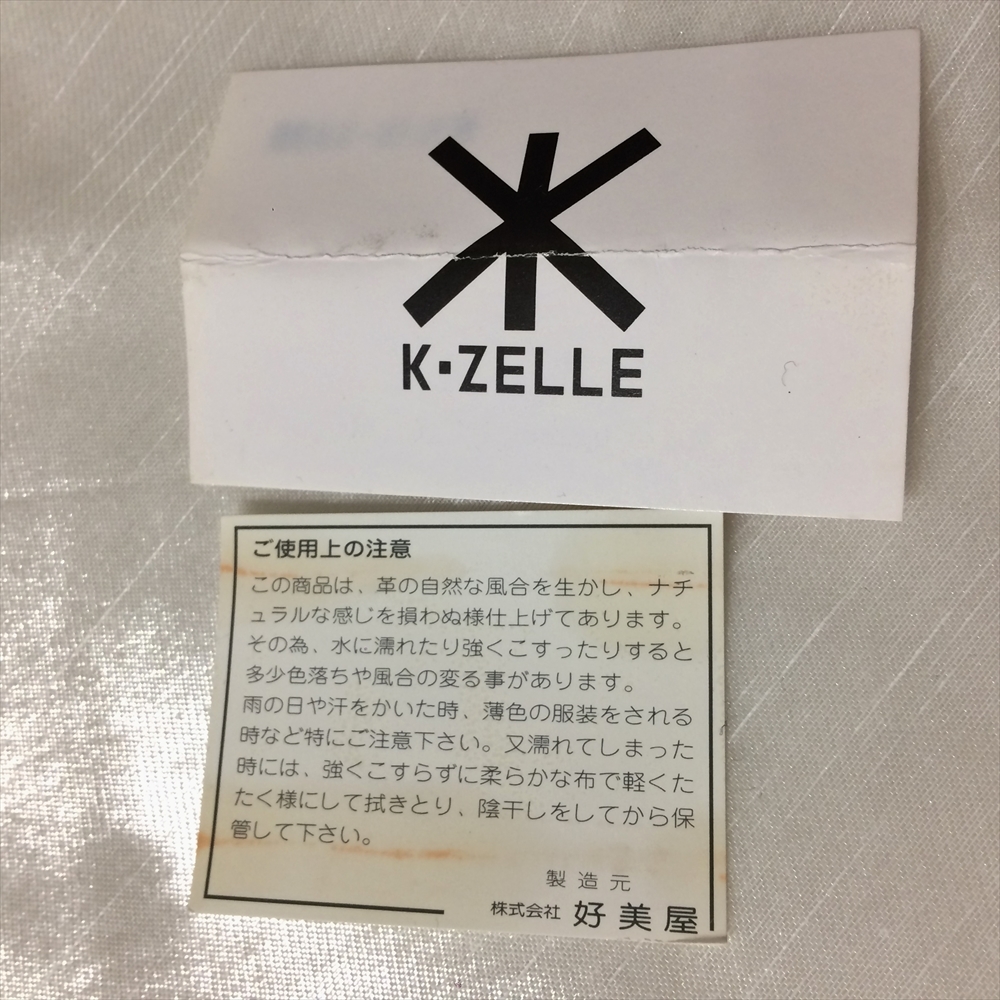 K·ZELLE
ご使用上の注意
この商品は、革の自然な風合を生かし、ナチ
ュラルな感じを損わぬ様仕上げてあります。
その為、水に濡れたり強くこすったりすると
多少色落ちや風合の変る事があります。
雨の日や汗をかいた時、薄色の服装をされる
時など特にご注意下さい。又濡れてしまった
時には、強くこすらずに柔らかな布で軽くた
たく様にして拭きとり、陰干しをしてから保
管して下さい。
製造元
株式会社 好美屋